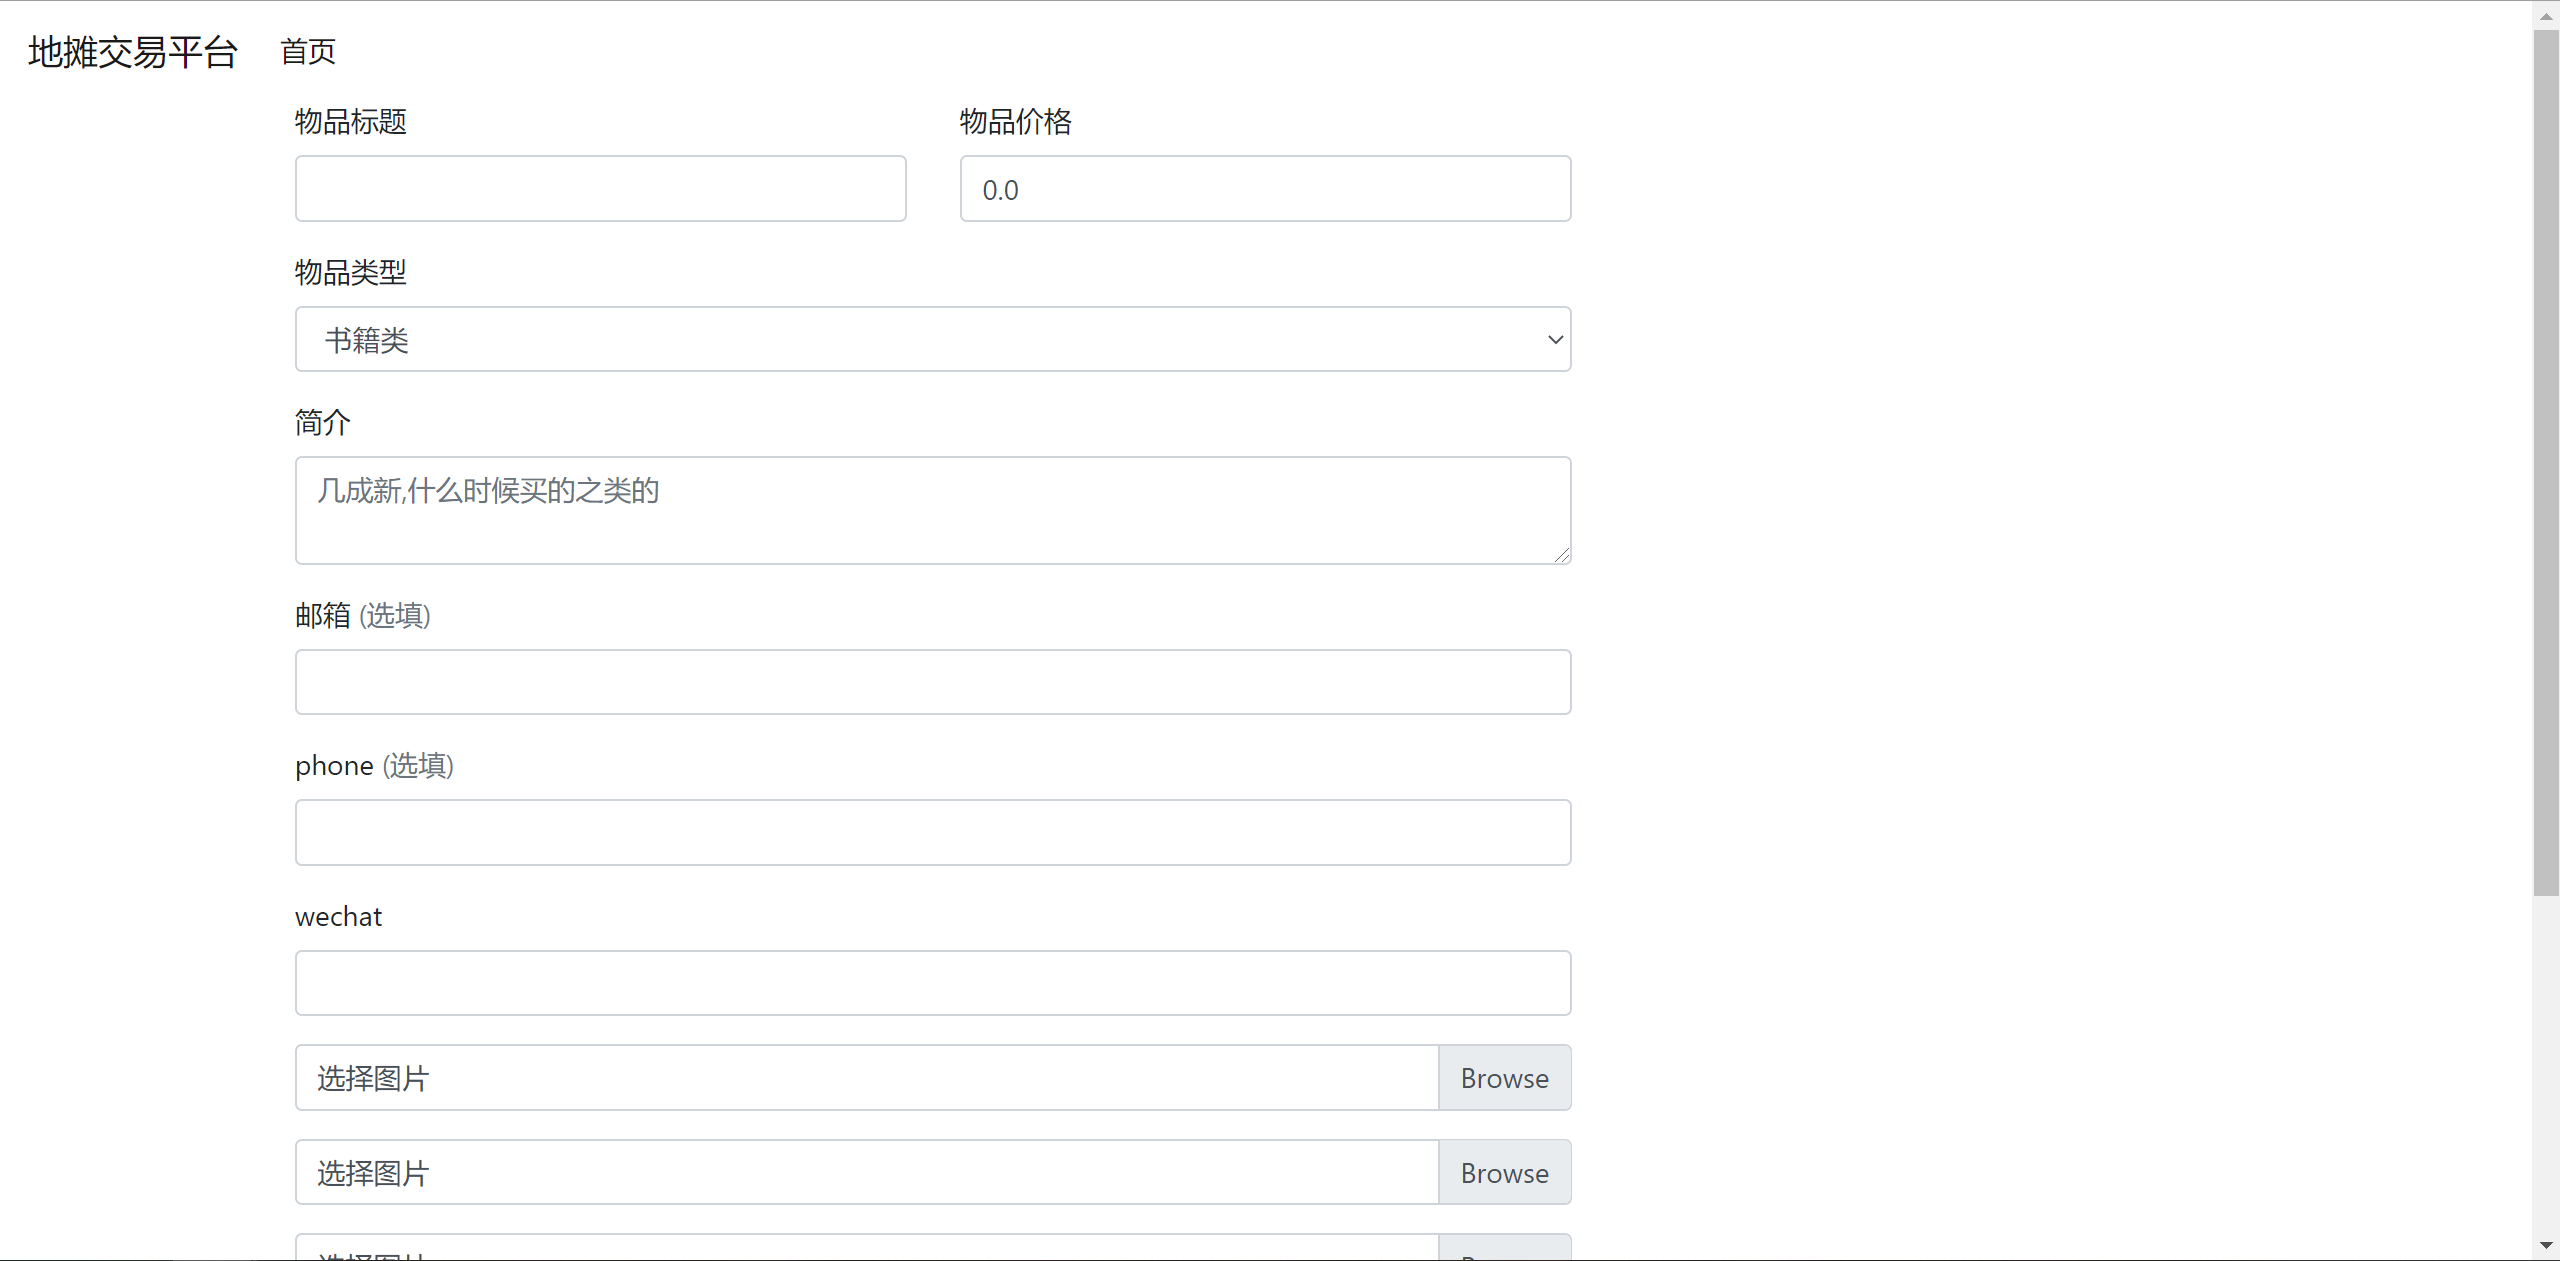 地摊交易平台 首页
物品标题 物品价格
0.0
物品类型
书籍类
简介
几成新,什么时候买的之类的
邮箱 (选填)
phone (选填)
wechat
选择图片 Browse
选择图片 Browse